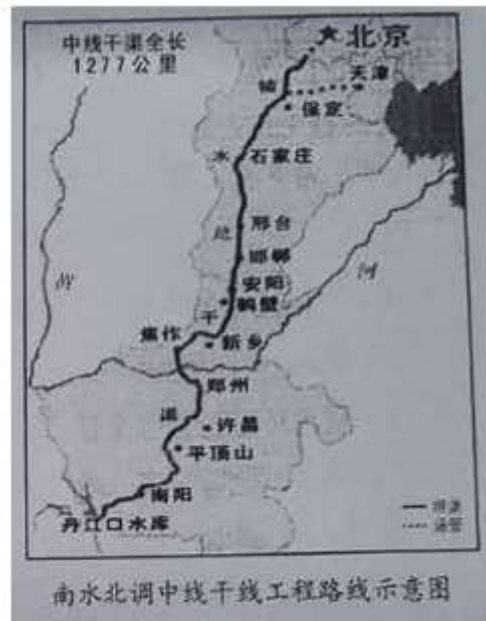 中线干渠全长
1277公里
北京
天津
保定
输
水
石家庄
总
邢台
邯郸
安阳
鹤壁
干
焦作
新乡
黄
河
郑州
渠
许昌
平顶山
南阳
丹江口水库
明渠
南水北调中线干线工程路线示意图